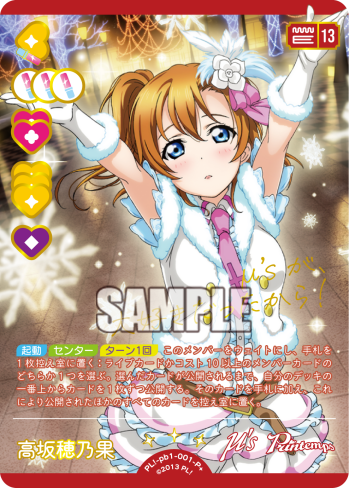 13
μ'sが、
SAMPLE
起動 センター ターン1回 このメンバーをウェイトにし、手札を
1枚控え室に置く：ライブカードかコスト10以上のメンバーカードの
どちらか1つを選ぶ。選んだカードが公開されるまで、自分のデッキの
一番上からカードを1枚ずつ公開する。そのカードを手札に加え、これ
により公開されたほかのすべてのカードを控え室に置く。
高坂穂乃果
μ's Printemps
PL!-pb1-001-P+
©2013 PL!